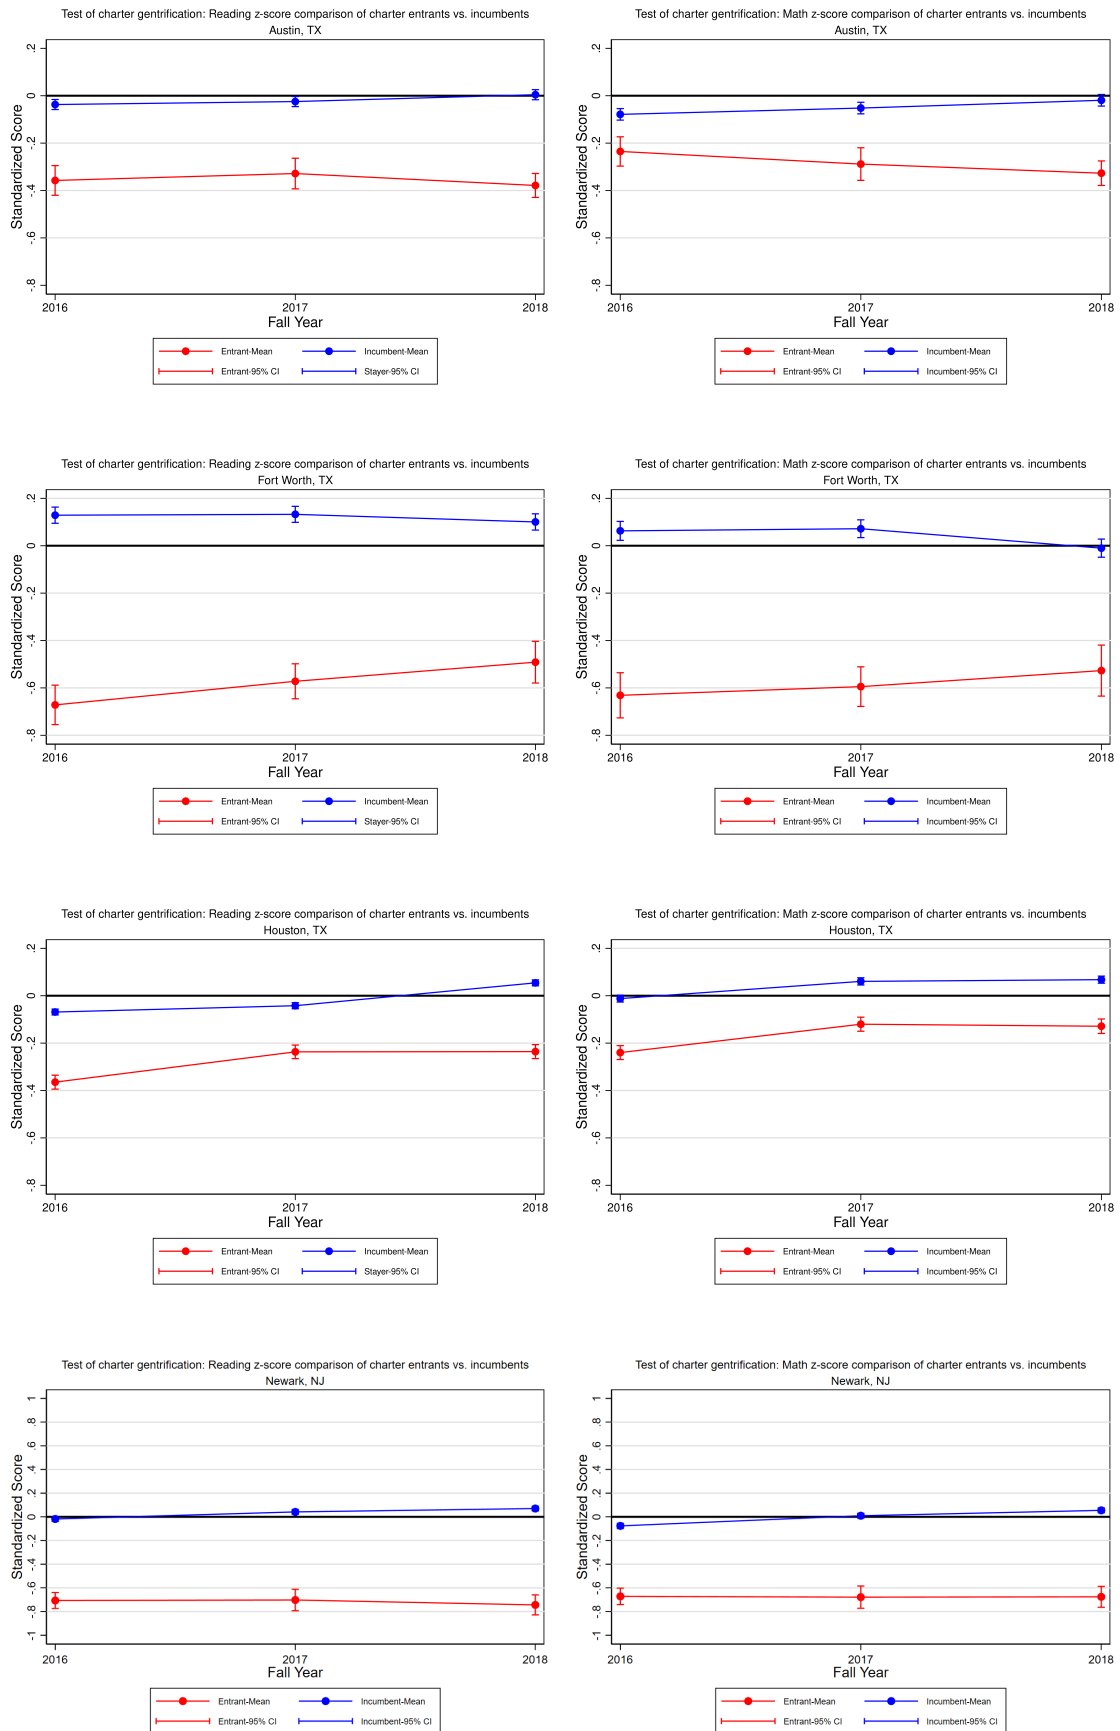 Test of charter gentrification: Reading z-score comparison of charter entrants vs. incumbents
Austin, TX
Standardized Score
.2
0
-.2
-.4
-.6
-.8
2016
2017
2018
Fall Year
Entrant-Mean
Incumbent-Mean
Entrant-95% CI
Stayer-95% CI
Test of charter gentrification: Math z-score comparison of charter entrants vs. incumbents
Austin, TX
Standardized Score
.2
0
-.2
-.4
-.6
-.8
2016
2017
2018
Fall Year
Entrant-Mean
Incumbent-Mean
Entrant-95% CI
Incumbent-95% CI
Test of charter gentrification: Reading z-score comparison of charter entrants vs. incumbents
Fort Worth, TX
Standardized Score
.2
0
-.2
-.4
-.6
-.8
2016
2017
2018
Fall Year
Entrant-Mean
Incumbent-Mean
Entrant-95% CI
Stayer-95% CI
Test of charter gentrification: Math z-score comparison of charter entrants vs. incumbents
Fort Worth, TX
Standardized Score
.2
0
-.2
-.4
-.6
-.8
2016
2017
2018
Fall Year
Entrant-Mean
Incumbent-Mean
Entrant-95% CI
Incumbent-95% CI
Test of charter gentrification: Reading z-score comparison of charter entrants vs. incumbents
Houston, TX
Standardized Score
.2
0
-.2
-.4
-.6
-.8
2016
2017
2018
Fall Year
Entrant-Mean
Incumbent-Mean
Entrant-95% CI
Stayer-95% CI
Test of charter gentrification: Math z-score comparison of charter entrants vs. incumbents
Houston, TX
Standardized Score
.2
0
-.2
-.4
-.6
-.8
2016
2017
2018
Fall Year
Entrant-Mean
Incumbent-Mean
Entrant-95% CI
Incumbent-95% CI
Test of charter gentrification: Reading z-score comparison of charter entrants vs. incumbents
Newark, NJ
Standardized Score
1
.8
.6
.4
.2
0
-.2
-.4
-.6
-.8
-1
2016
2017
2018
Fall Year
Entrant-Mean
Incumbent-Mean
Entrant-95% CI
Incumbent-95% CI
Test of charter gentrification: Math z-score comparison of charter entrants vs. incumbents
Newark, NJ
Standardized Score
1
.8
.6
.4
.2
0
-.2
-.4
-.6
-.8
-1
2016
2017
2018
Fall Year
Entrant-Mean
Incumbent-Mean
Entrant-95% CI
Incumbent-95% CI